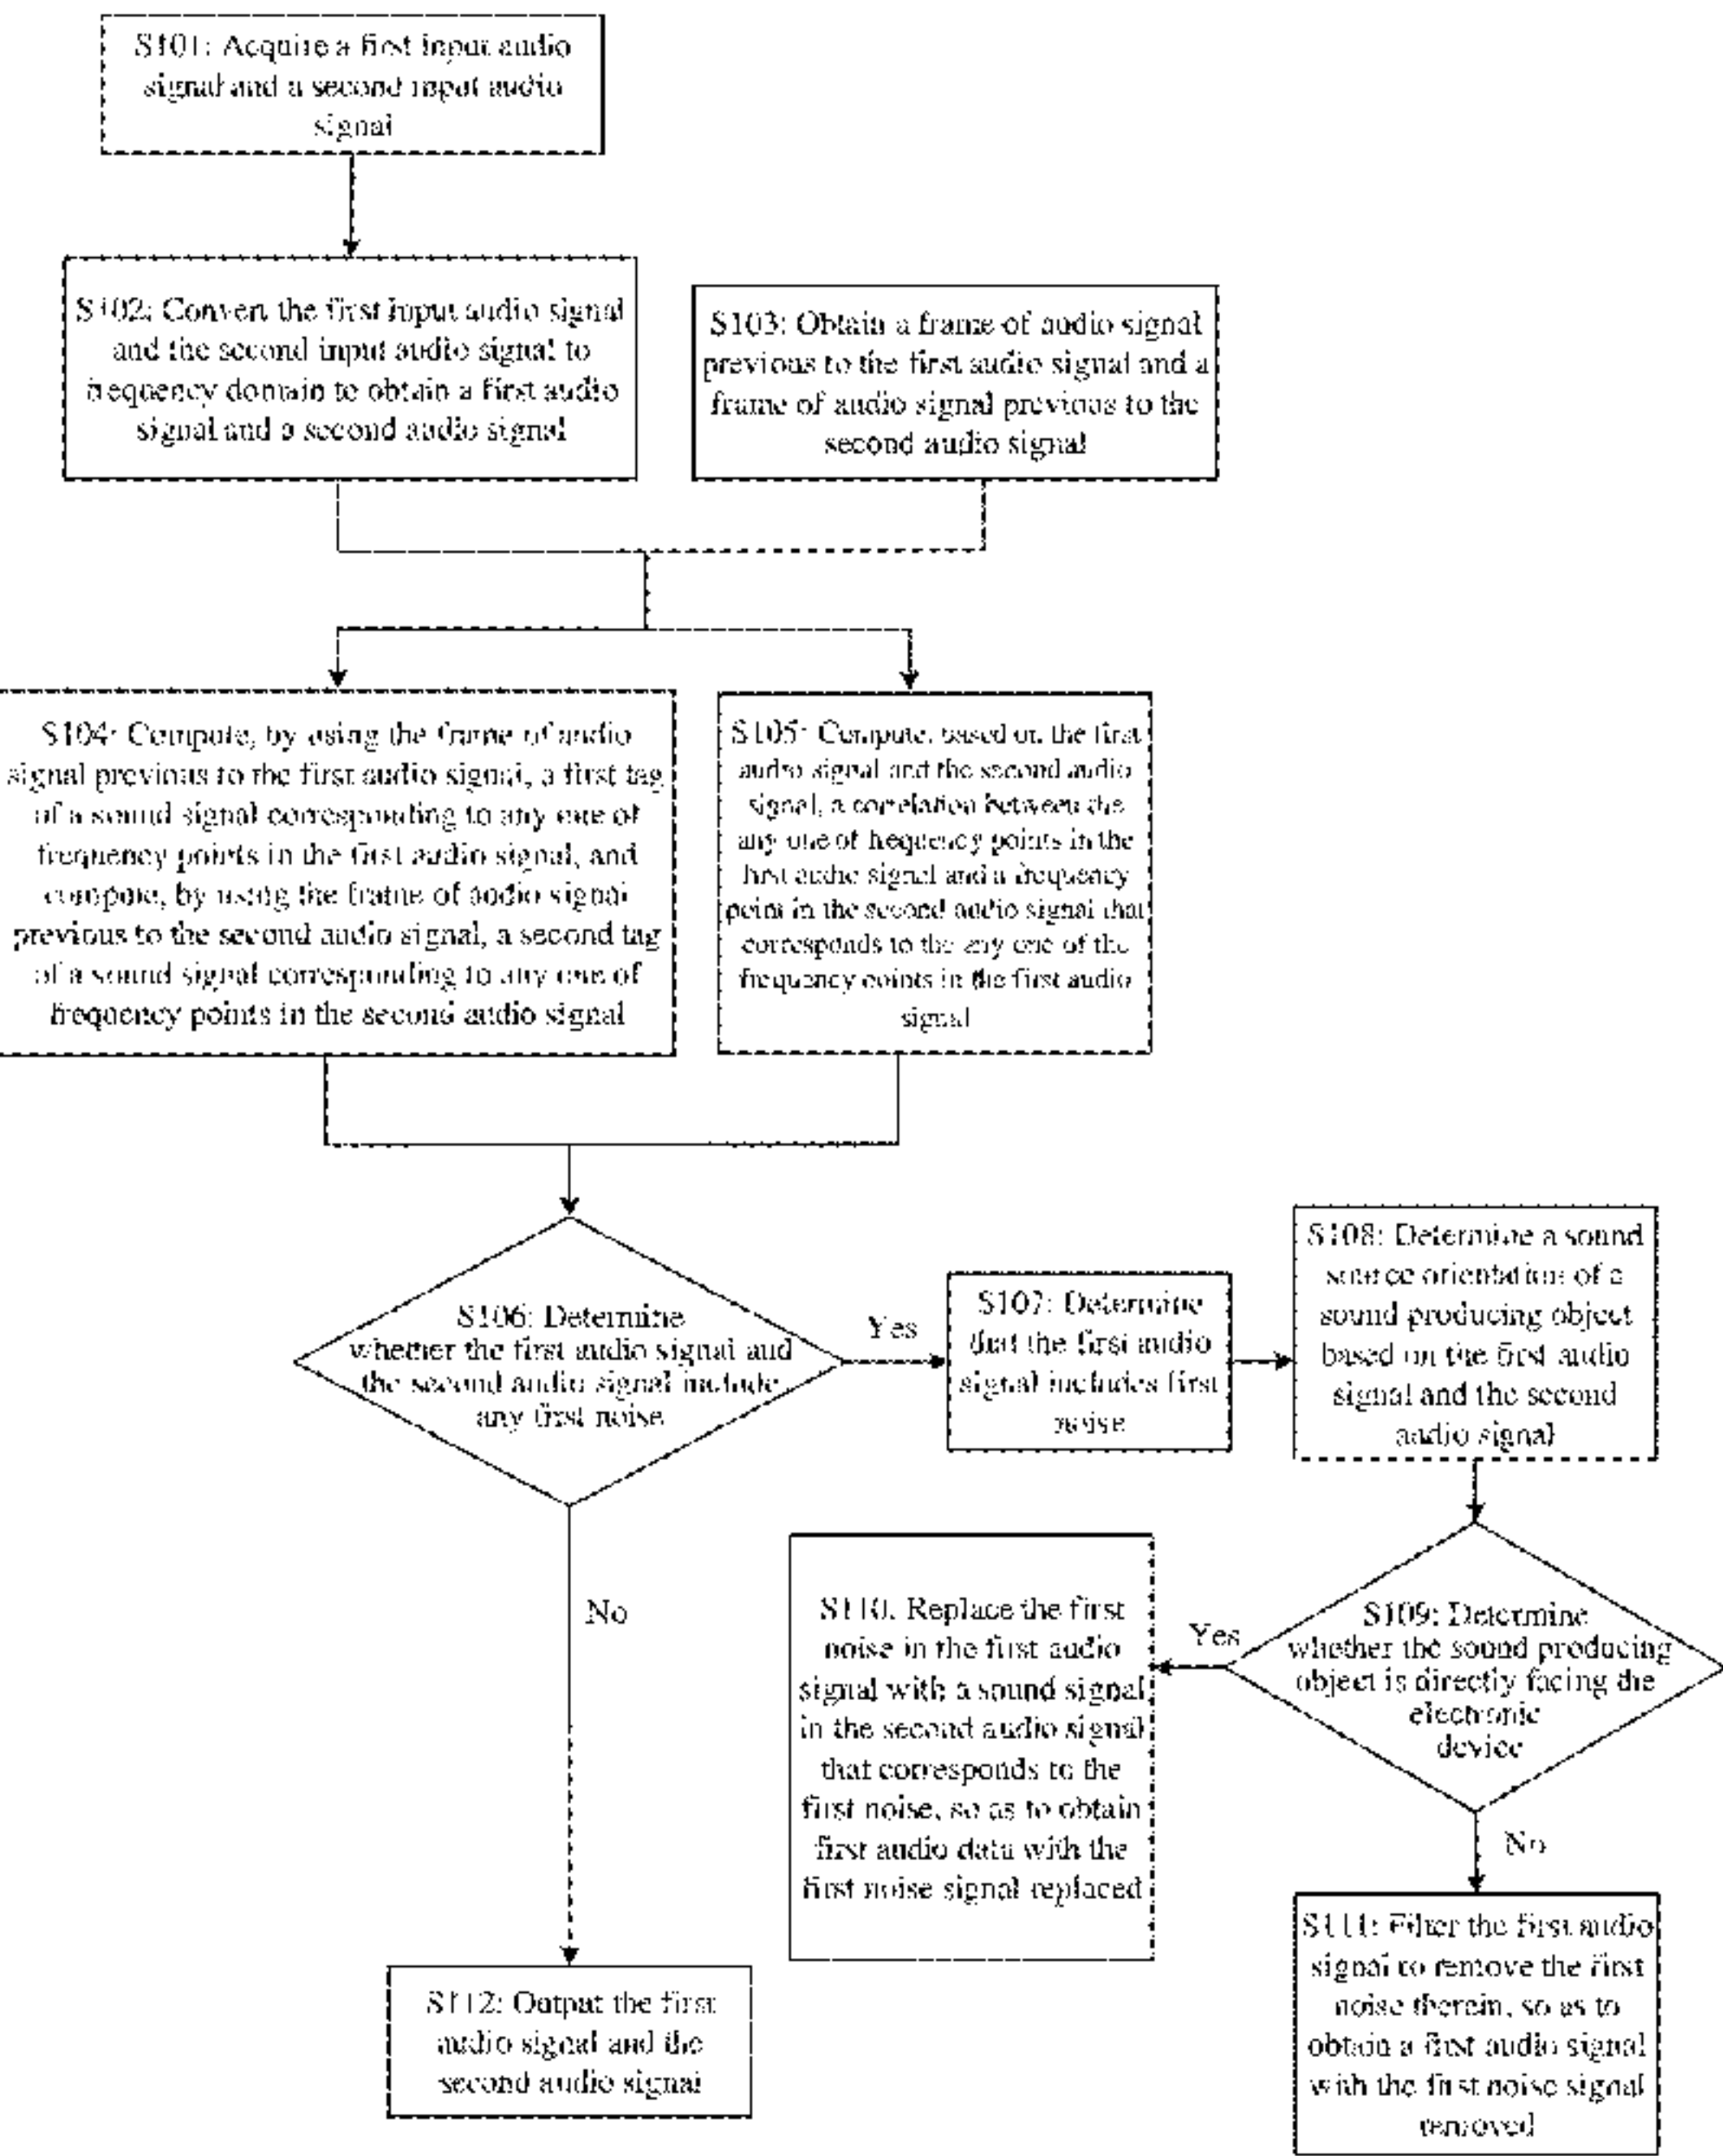 S101: Acquire a first input audio
signal and a second input audio
signal
S102: Convert the first input audio signal
and the second input audio signal to
frequency domain to obtain a first audio
signal and a second audio signal
S103: Obtain a frame of audio signal
previous to the first audio signal and a
frame of audio signal previous to the
second audio signal
S104: Compute, by using the frame of audio
signal previous to the first audio signal, a first tag
of a sound signal corresponding to any one of
frequency points in the first audio signal, and
compute, by using the frame of audio signal
previous to the second audio signal, a second tag
of a sound signal corresponding to any one of
frequency points in the second audio signal
S105: Compute, based on the first
audio signal and the second audio
signal, a correlation between the
any one of frequency points in the
first audio signal and a frequency
point in the second audio signal that
corresponds to the any one of the
frequency points in the first audio
signal
S106: Determine
whether the first audio signal and
the second audio signal include
any first noise
Yes
S107: Determine
that the first audio
signal includes first
noise
S108: Determine a sound
source orientation of a
sound producing object
based on the first audio
signal and the second
audio signal
S109: Determine
whether the sound producing
object is directly facing the
electronic
device
Yes
S110. Replace the first
noise in the first audio
signal with a sound signal
in the second audio signal
that corresponds to the
first noise, so as to obtain
first audio data with the
first noise signal replaced
No
S111: Filter the first audio
signal to remove the first
noise therein, so as to
obtain a first audio signal
with the first noise signal
removed
No
S112: Output the first
audio signal and the
second audio signal